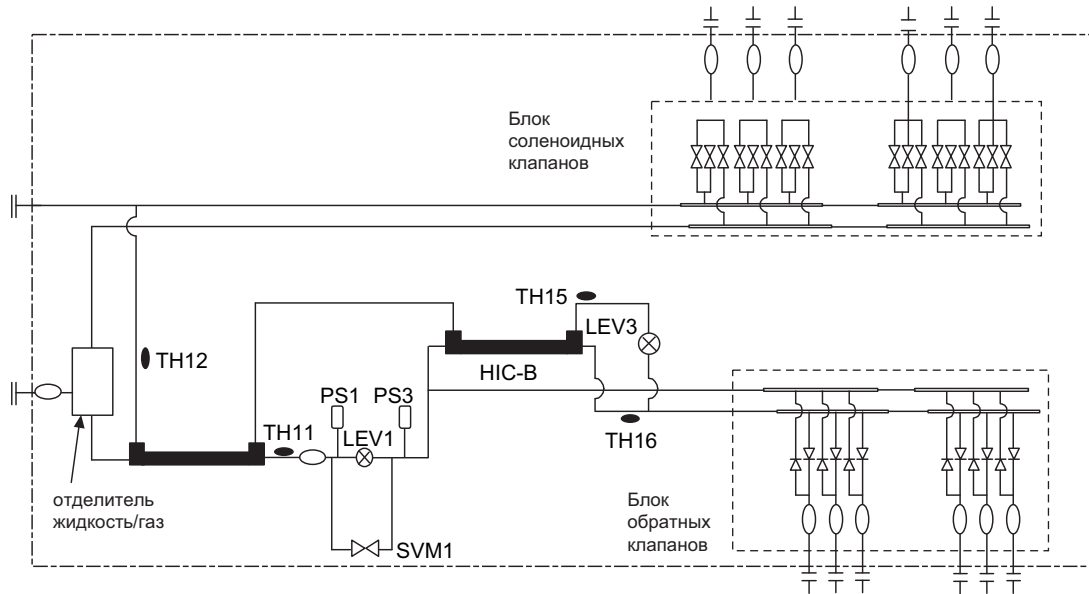 Блок
соленоидных
клапанов
TH15
LEV3
TH12
HIC-B
PS1
PS3
TH11
LEV1
TH16
отделитель
жидкость/газ
SVM1
Блок
обратных
клапанов